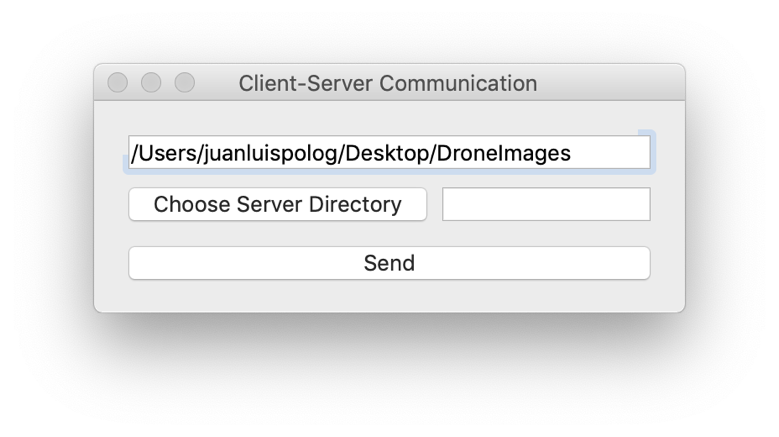 Client-Server Communication
/Users/juanluispolog/Desktop/DroneImages
Choose Server Directory
Send